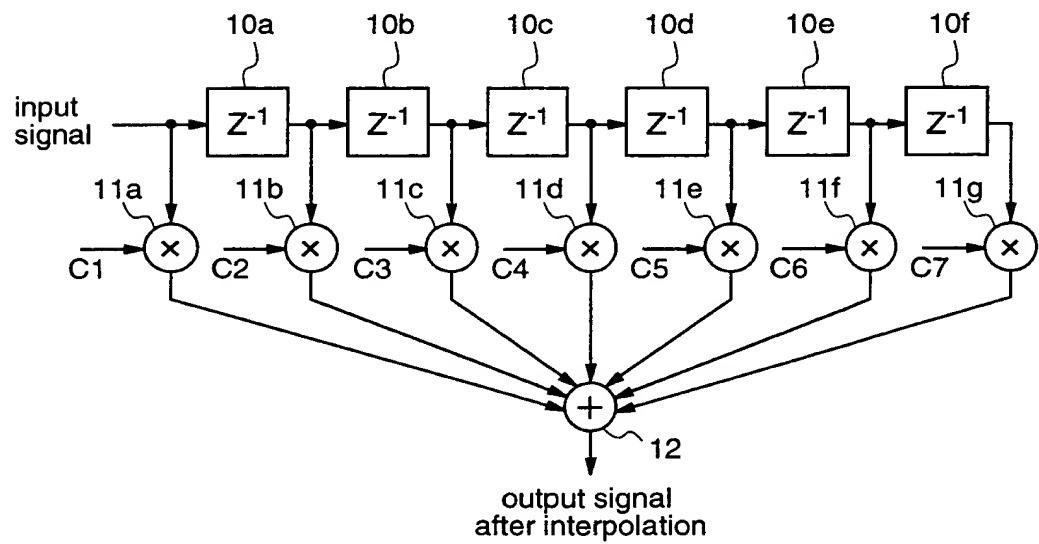 10a 10b 10c 10d 10e 10f
input
signal
Z-1 Z-1 Z-1 Z-1 Z-1 Z-1
11a 11b 11c 11d 11e 11f 11g
× × × × × × ×
C1 C2 C3 C4 C5 C6 C7
+
12
output signal
after interpolation